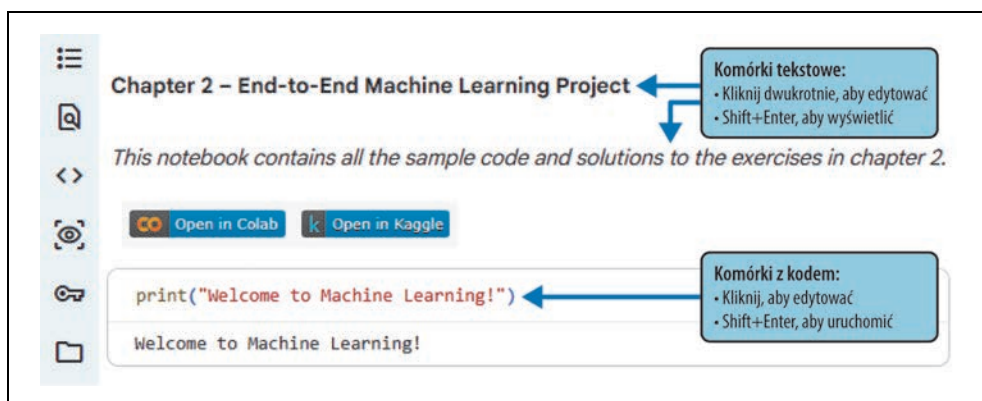 Chapter 2 – End-to-End Machine Learning Project
Komórki tekstowe:
• Kliknij dwukrotnie, aby edytować
• Shift+Enter, aby wyświetlić
This notebook contains all the sample code and solutions to the exercises in chapter 2.
CO Open in Colab k Open in Kaggle
Komórki z kodem:
• Kliknij, aby edytować
• Shift+Enter, aby uruchomić
print("Welcome to Machine Learning!")
Welcome to Machine Learning!